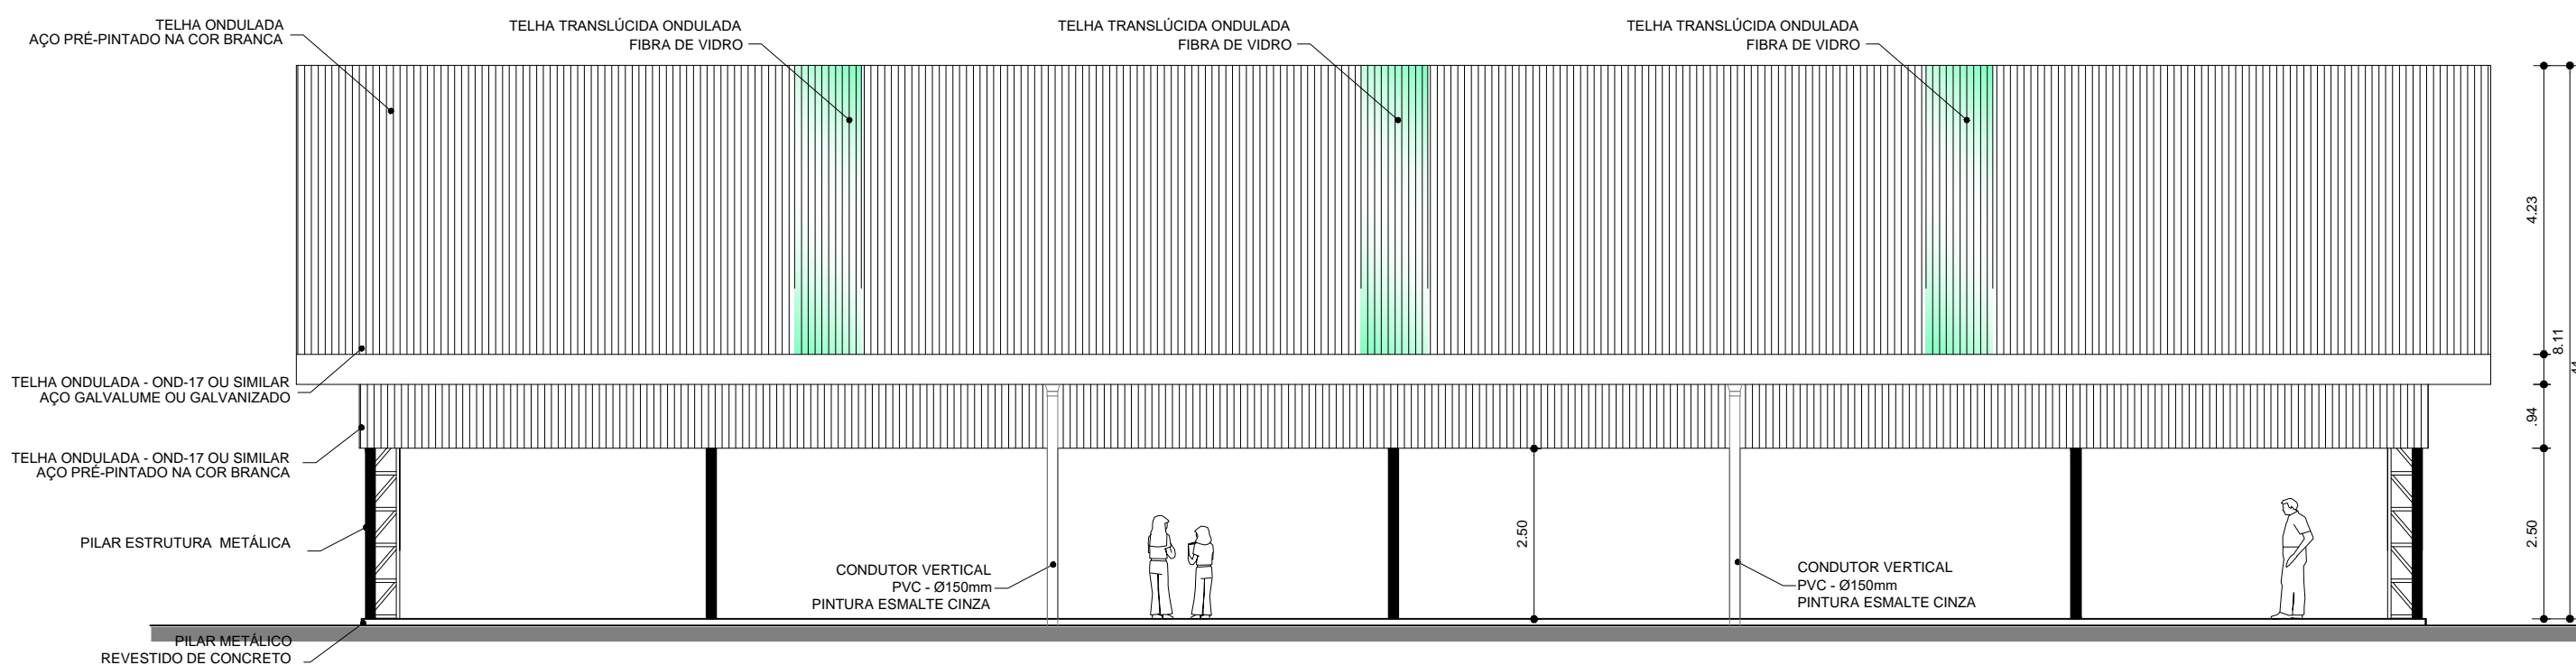 TELHA ONDULADA
AÇO PRÉ-PINTADO NA COR BRANCA
TELHA TRANSLÚCIDA ONDULADA
FIBRA DE VIDRO
TELHA TRANSLÚCIDA ONDULADA
FIBRA DE VIDRO
TELHA TRANSLÚCIDA ONDULADA
FIBRA DE VIDRO
4.23
8.11
TELHA ONDULADA - OND-17 OU SIMILAR
AÇO GALVALUME OU GALVANIZADO
.94
TELHA ONDULADA - OND-17 OU SIMILAR
AÇO PRÉ-PINTADO NA COR BRANCA
2.50
2.50
PILAR ESTRUTURA  METÁLICA
CONDUTOR VERTICAL
PVC - Ø150mm
PINTURA ESMALTE CINZA
CONDUTOR VERTICAL
PVC - Ø150mm
PINTURA ESMALTE CINZA
PILAR METÁLICO
REVESTIDO DE CONCRETO